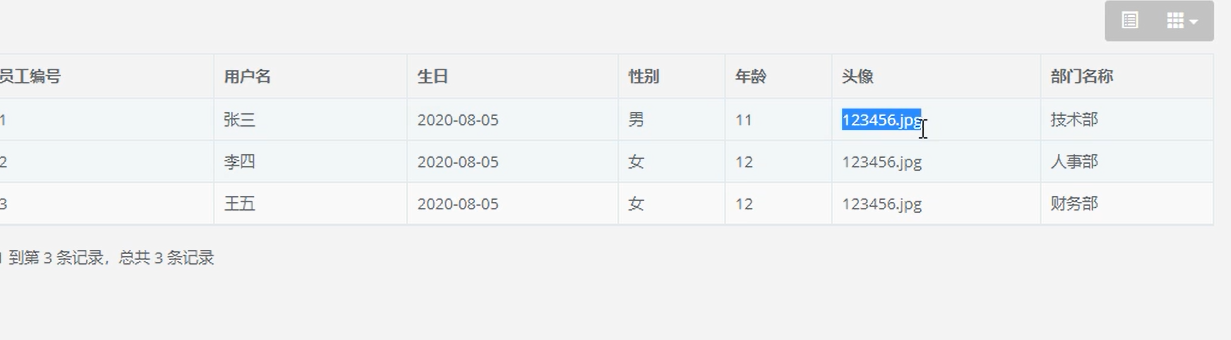 员工编号 用户名 生日 性别 年龄 头像 部门名称
1 张三 2020-08-05 男 11 123456.jpg 技术部
2 李四 2020-08-05 女 12 123456.jpg 人事部
3 王五 2020-08-05 女 12 123456.jpg 财务部
到第 3 条记录，总共 3 条记录